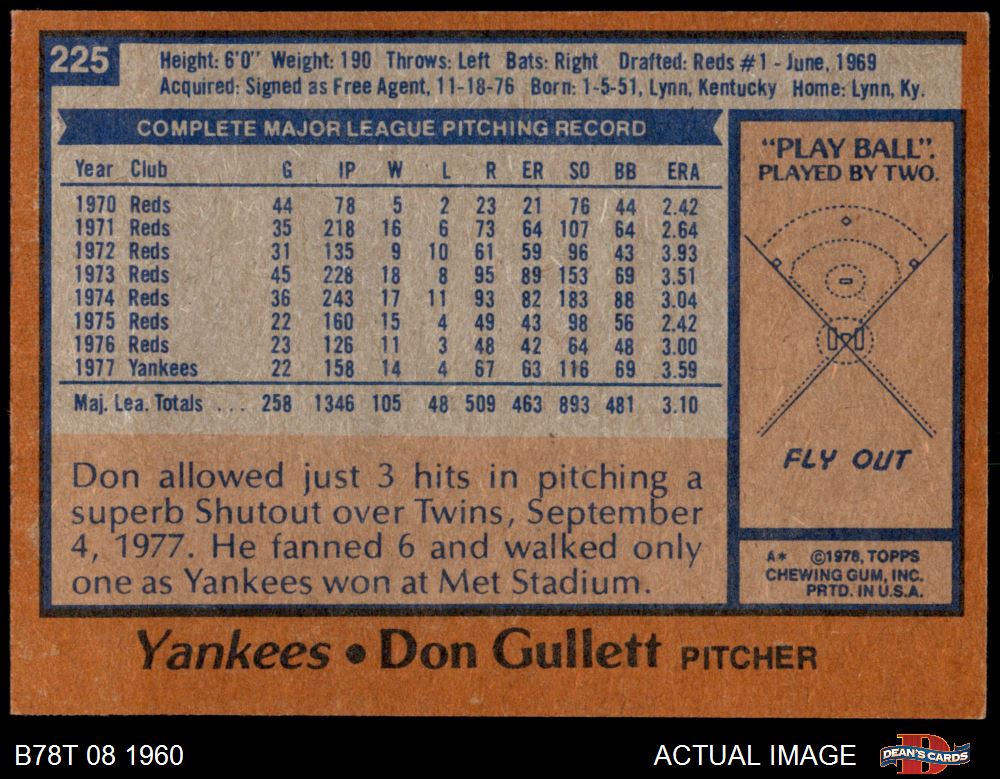 225
Height: 6'0" Weight: 190 Throws: Left Bats: Right Drafted: Reds #1 - June, 1969
Acquired: Signed as Free Agent, 11-18-76 Born: 1-5-51, Lynn, Kentucky Home: Lynn, Ky.
COMPLETE MAJOR LEAGUE PITCHING RECORD
Year Club G IP W L R ER SO BB ERA
1970 Reds 44 78 5 2 23 21 76 44 2.42
1971 Reds 35 218 16 6 73 64 107 64 2.64
1972 Reds 31 135 9 10 61 59 96 43 3.93
1973 Reds 45 228 18 8 95 89 153 69 3.51
1974 Reds 36 243 17 11 93 82 183 88 3.04
1975 Reds 22 160 15 4 49 43 98 56 2.42
1976 Reds 23 126 11 3 48 42 64 48 3.00
1977 Yankees 22 158 14 4 67 63 116 69 3.59
Maj. Lea. Totals ... 258 1346 105 48 509 463 893 481 3.10
Don allowed just 3 hits in pitching a
superb Shutout over Twins, September
4, 1977. He fanned 6 and walked only
one as Yankees won at Met Stadium.
"PLAY BALL".
PLAYED BY TWO.
FLY OUT
A* ©1978, TOPPS
CHEWING GUM, INC.
PRTD. IN U.S.A.
Yankees • Don Gullett PITCHER
B78T 08 1960
ACTUAL IMAGE
D
DEAN'S CARDS